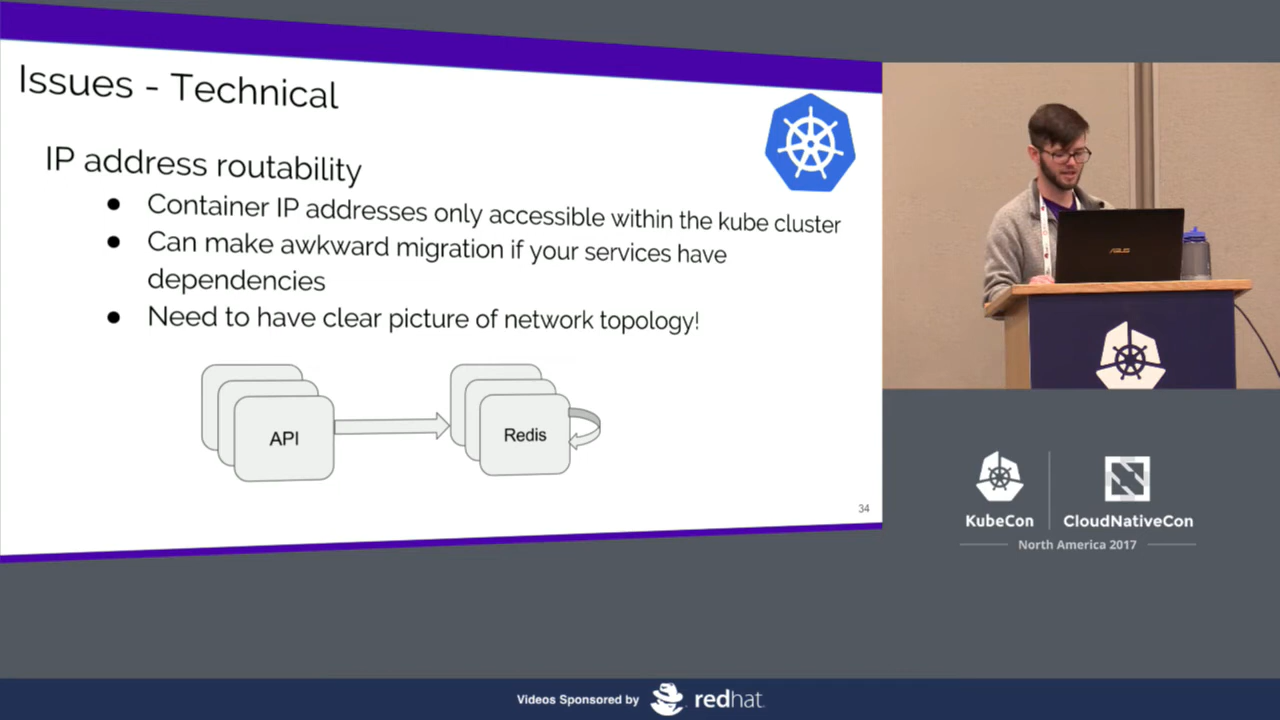 Issues - Technical
IP address routability
● Container IP addresses only accessible within the kube cluster
● Can make awkward migration if your services have
dependencies
● Need to have clear picture of network topology!
API
Redis
34
ASUS
KubeCon
CloudNativeCon
North America 2017
Videos Sponsored by
redhat